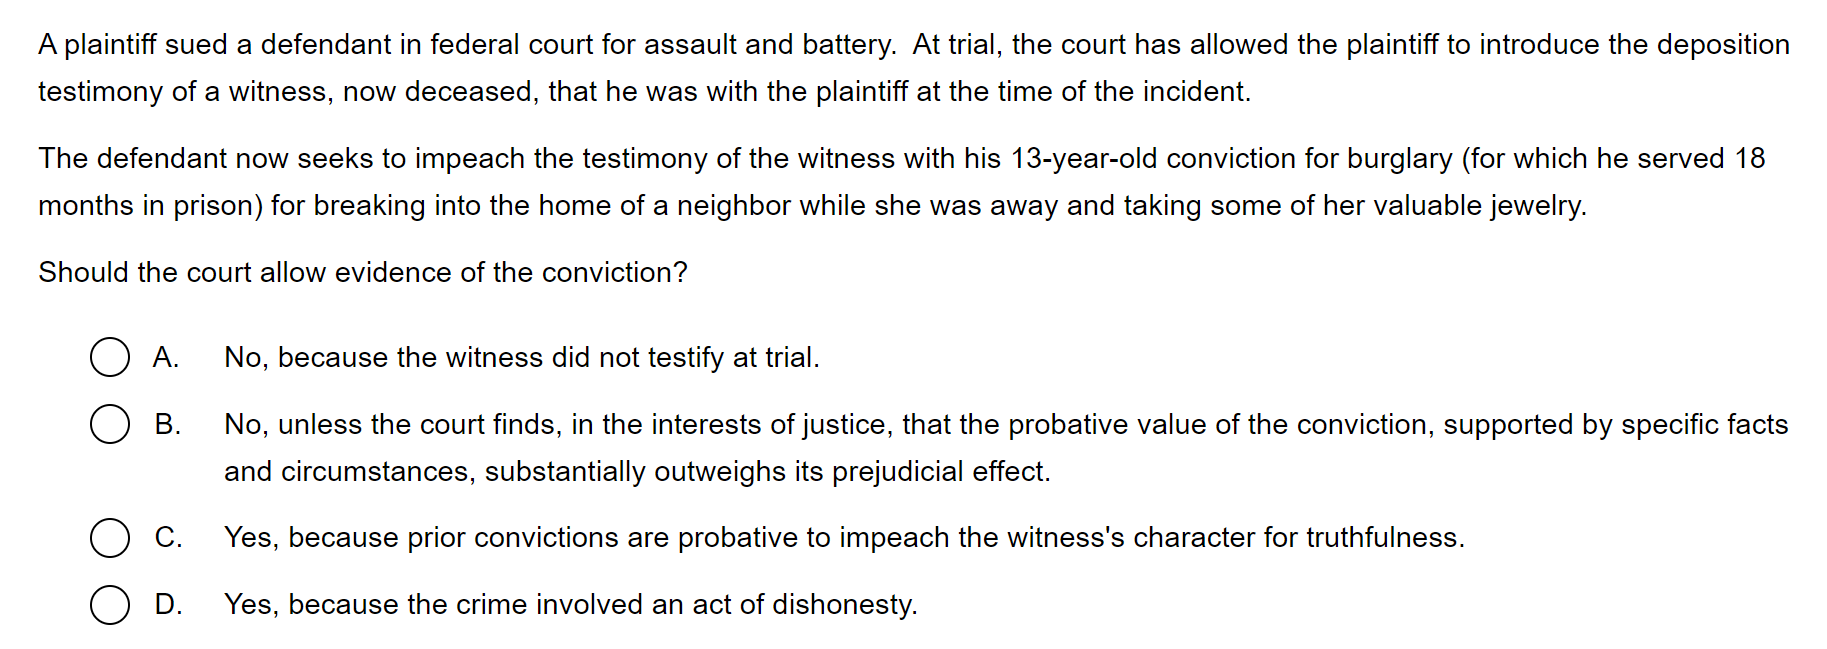 A plaintiff sued a defendant in federal court for assault and battery.  At trial, the court has allowed the plaintiff to introduce the deposition
testimony of a witness, now deceased, that he was with the plaintiff at the time of the incident.
The defendant now seeks to impeach the testimony of the witness with his 13-year-old conviction for burglary (for which he served 18
months in prison) for breaking into the home of a neighbor while she was away and taking some of her valuable jewelry.
Should the court allow evidence of the conviction?
A. No, because the witness did not testify at trial.
B. No, unless the court finds, in the interests of justice, that the probative value of the conviction, supported by specific facts
and circumstances, substantially outweighs its prejudicial effect.
C. Yes, because prior convictions are probative to impeach the witness's character for truthfulness.
D. Yes, because the crime involved an act of dishonesty.